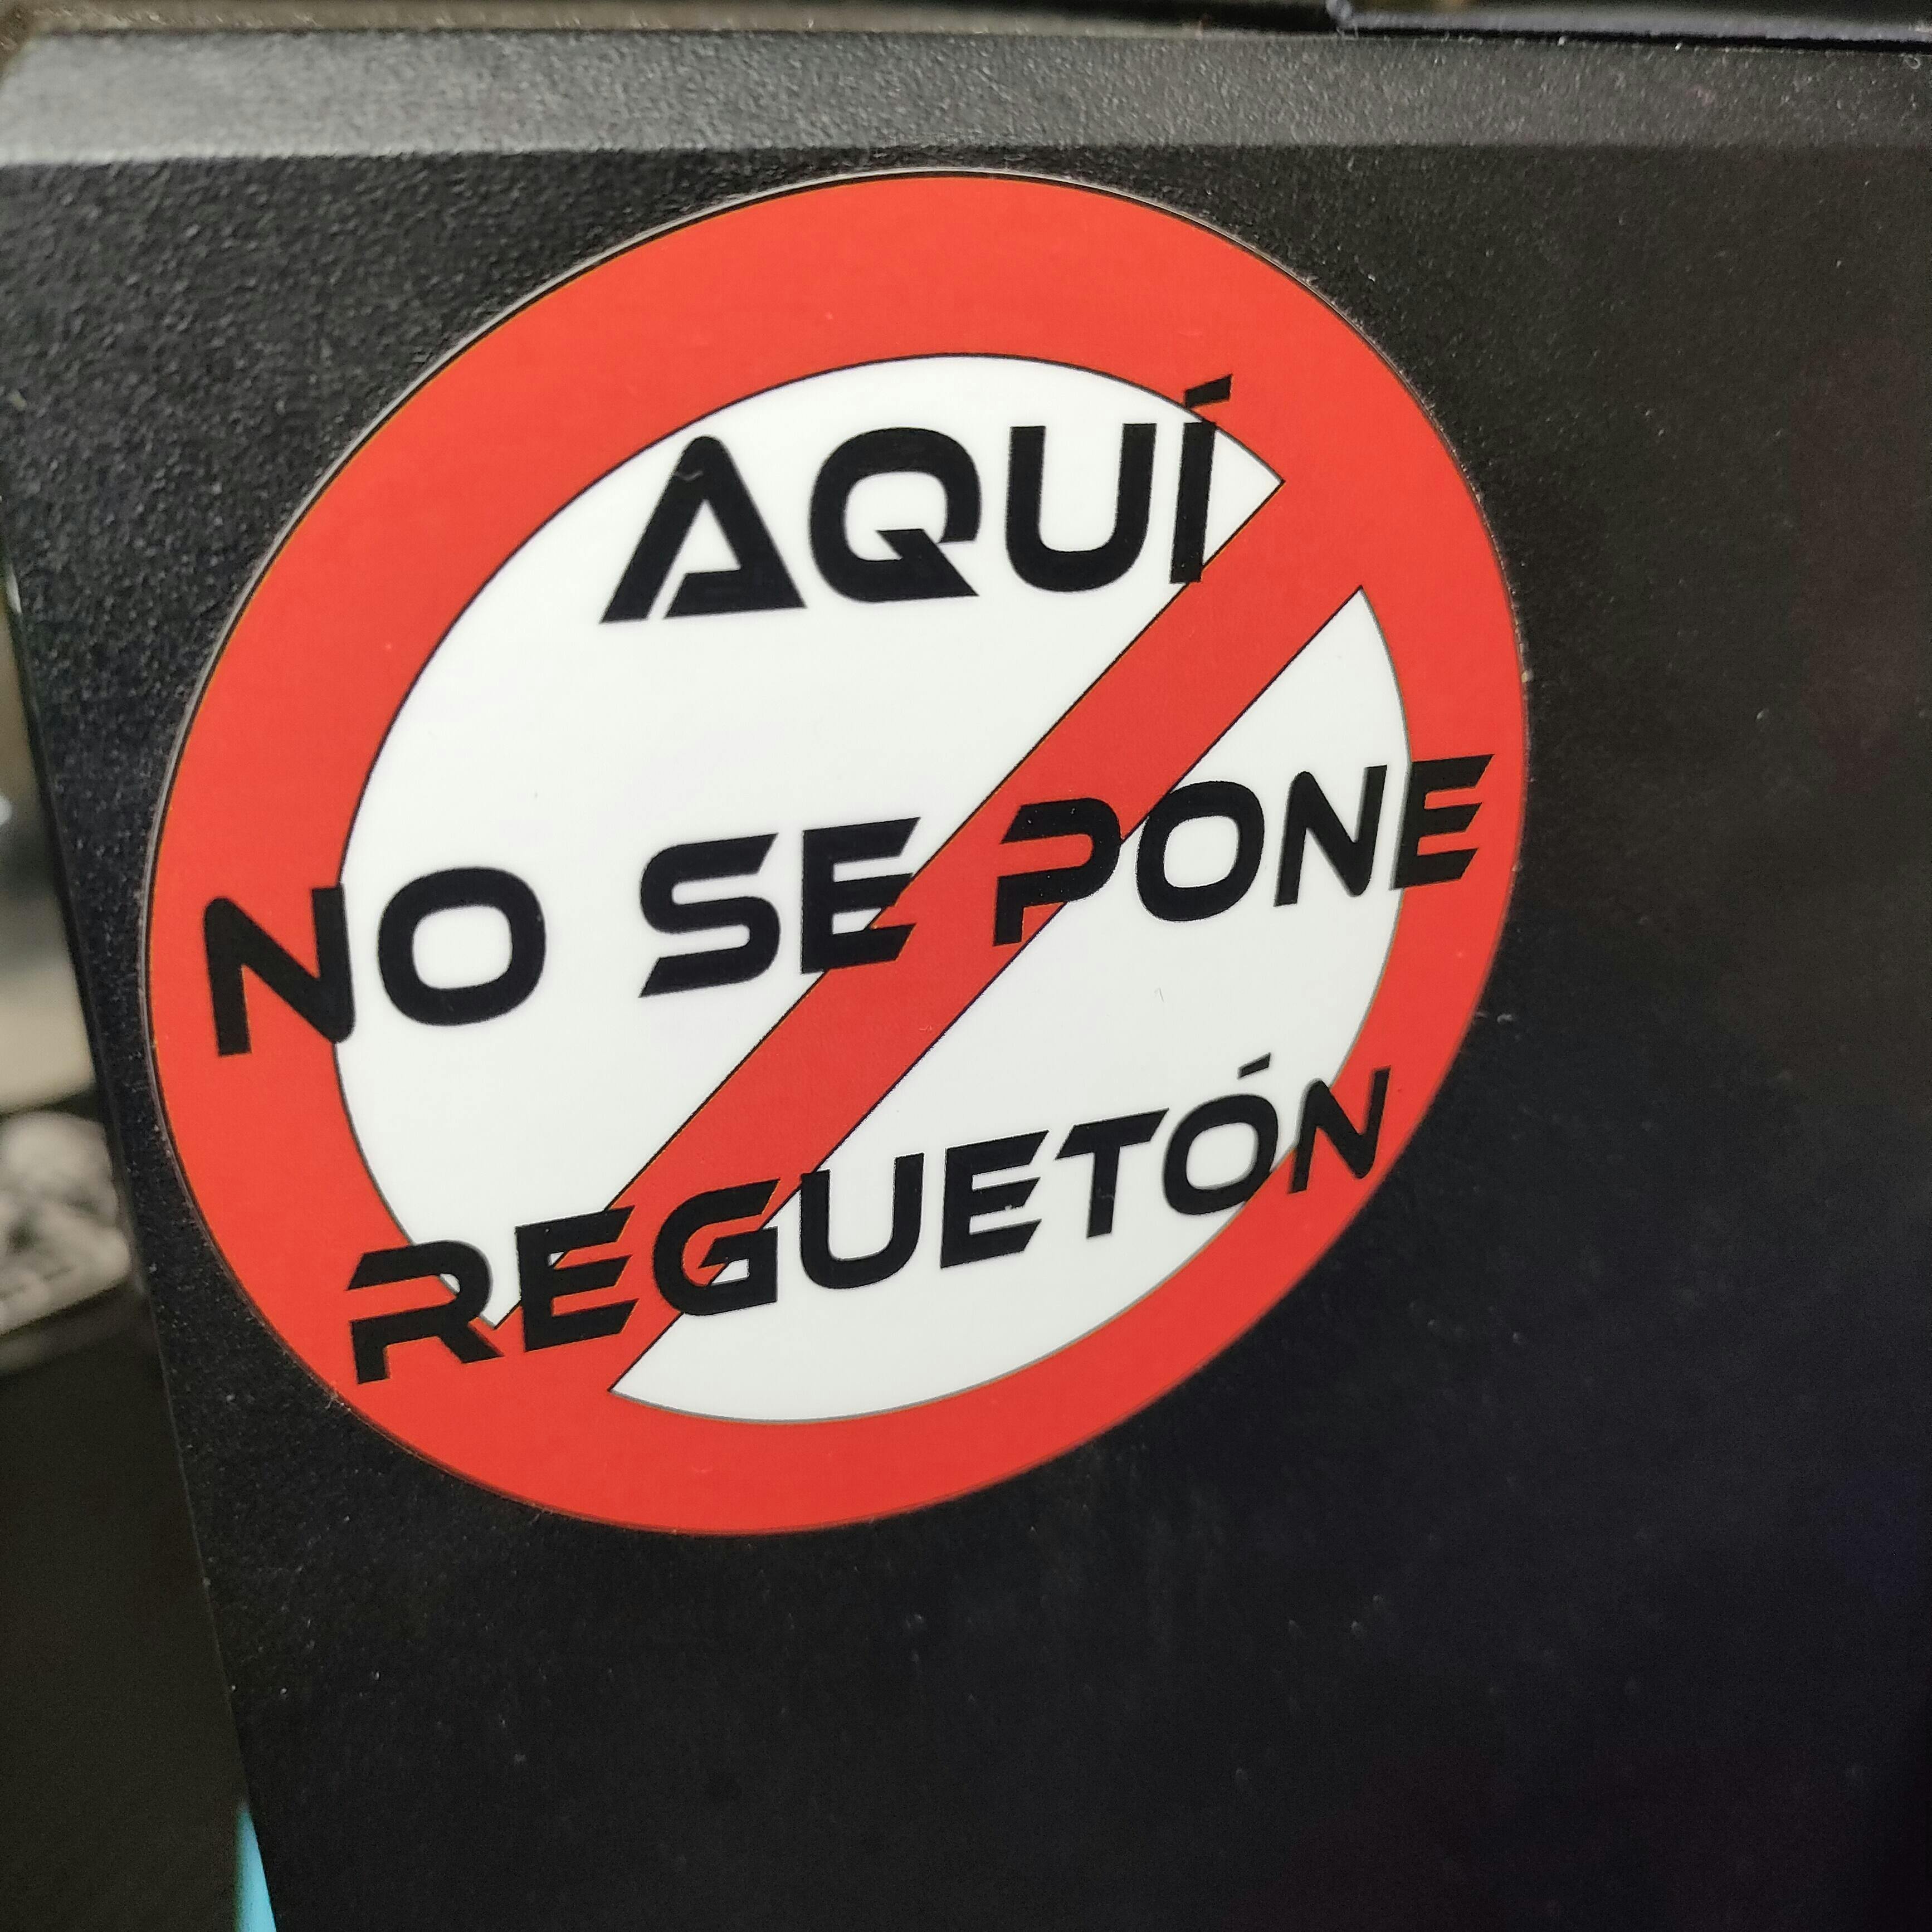 AQUÍ
NO SE PONE
REGUETÓN